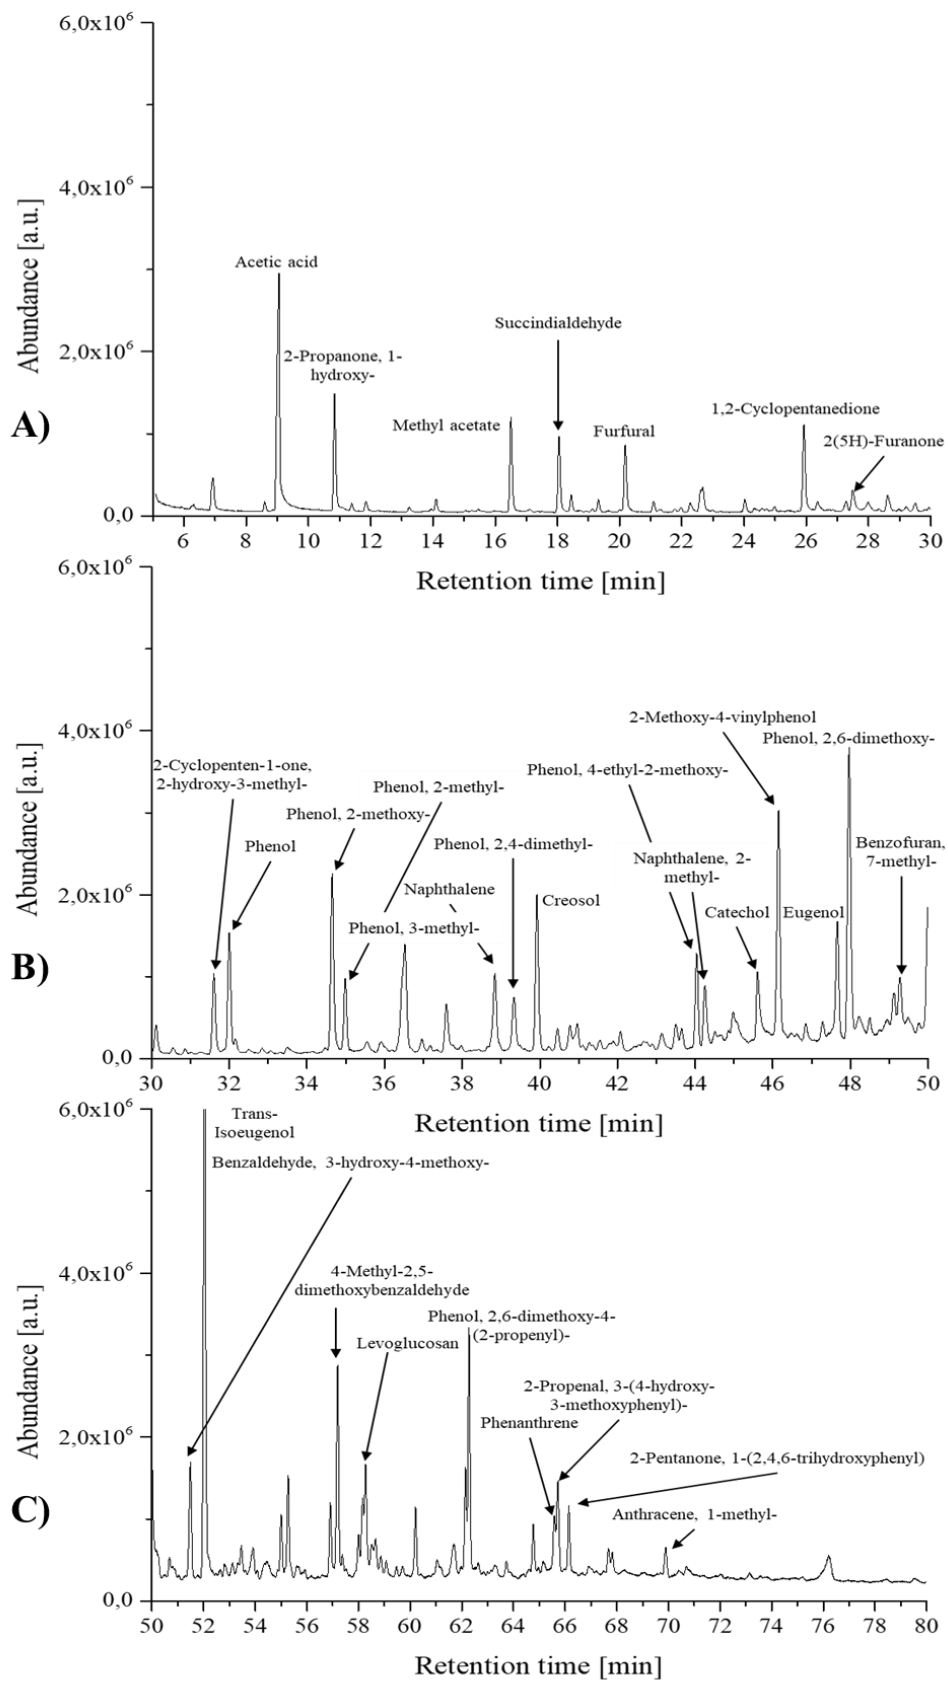 6,0x10⁶
4,0x10⁶
Abundance [a.u.]
Acetic acid
Succindialdehyde
2,0x10⁶
2-Propanone, 1-
hydroxy-
1,2-Cyclopentanedione
A)
Methyl acetate
Furfural
2(5H)-Furanone
0,0
6 8 10 12 14 16 18 20 22 24 26 28 30
Retention time [min]
6,0x10⁶
4,0x10⁶
Abundance [a.u.]
2-Methoxy-4-vinylphenol
Phenol, 2,6-dimethoxy-
2-Cyclopenten-1-one,
2-hydroxy-3-methyl-
Phenol, 4-ethyl-2-methoxy-
Phenol, 2-methyl-
Phenol, 2-methoxy-
Phenol
Phenol, 2,4-dimethyl-
Benzofuran,
7-methyl-
Naphthalene, 2-
methyl-
2,0x10⁶
Naphthalene
Creosol
Catechol
Eugenol
Phenol, 3-methyl-
B)
0,0
30 32 34 36 38 40 42 44 46 48 50
Retention time [min]
6,0x10⁶
Trans-
Isoeugenol
Benzaldehyde, 3-hydroxy-4-methoxy-
4,0x10⁶
Abundance [a.u.]
4-Methyl-2,5-
dimethoxybenzaldehyde
Phenol, 2,6-dimethoxy-4-
(2-propenyl)-
Levoglucosan
2-Propenal, 3-(4-hydroxy-
3-methoxyphenyl)-
Phenanthrene
2,0x10⁶
2-Pentanone, 1-(2,4,6-trihydroxyphenyl)
C)
Anthracene, 1-methyl-
0,0
50 52 54 56 58 60 62 64 66 68 70 72 74 76 78 80
Retention time [min]